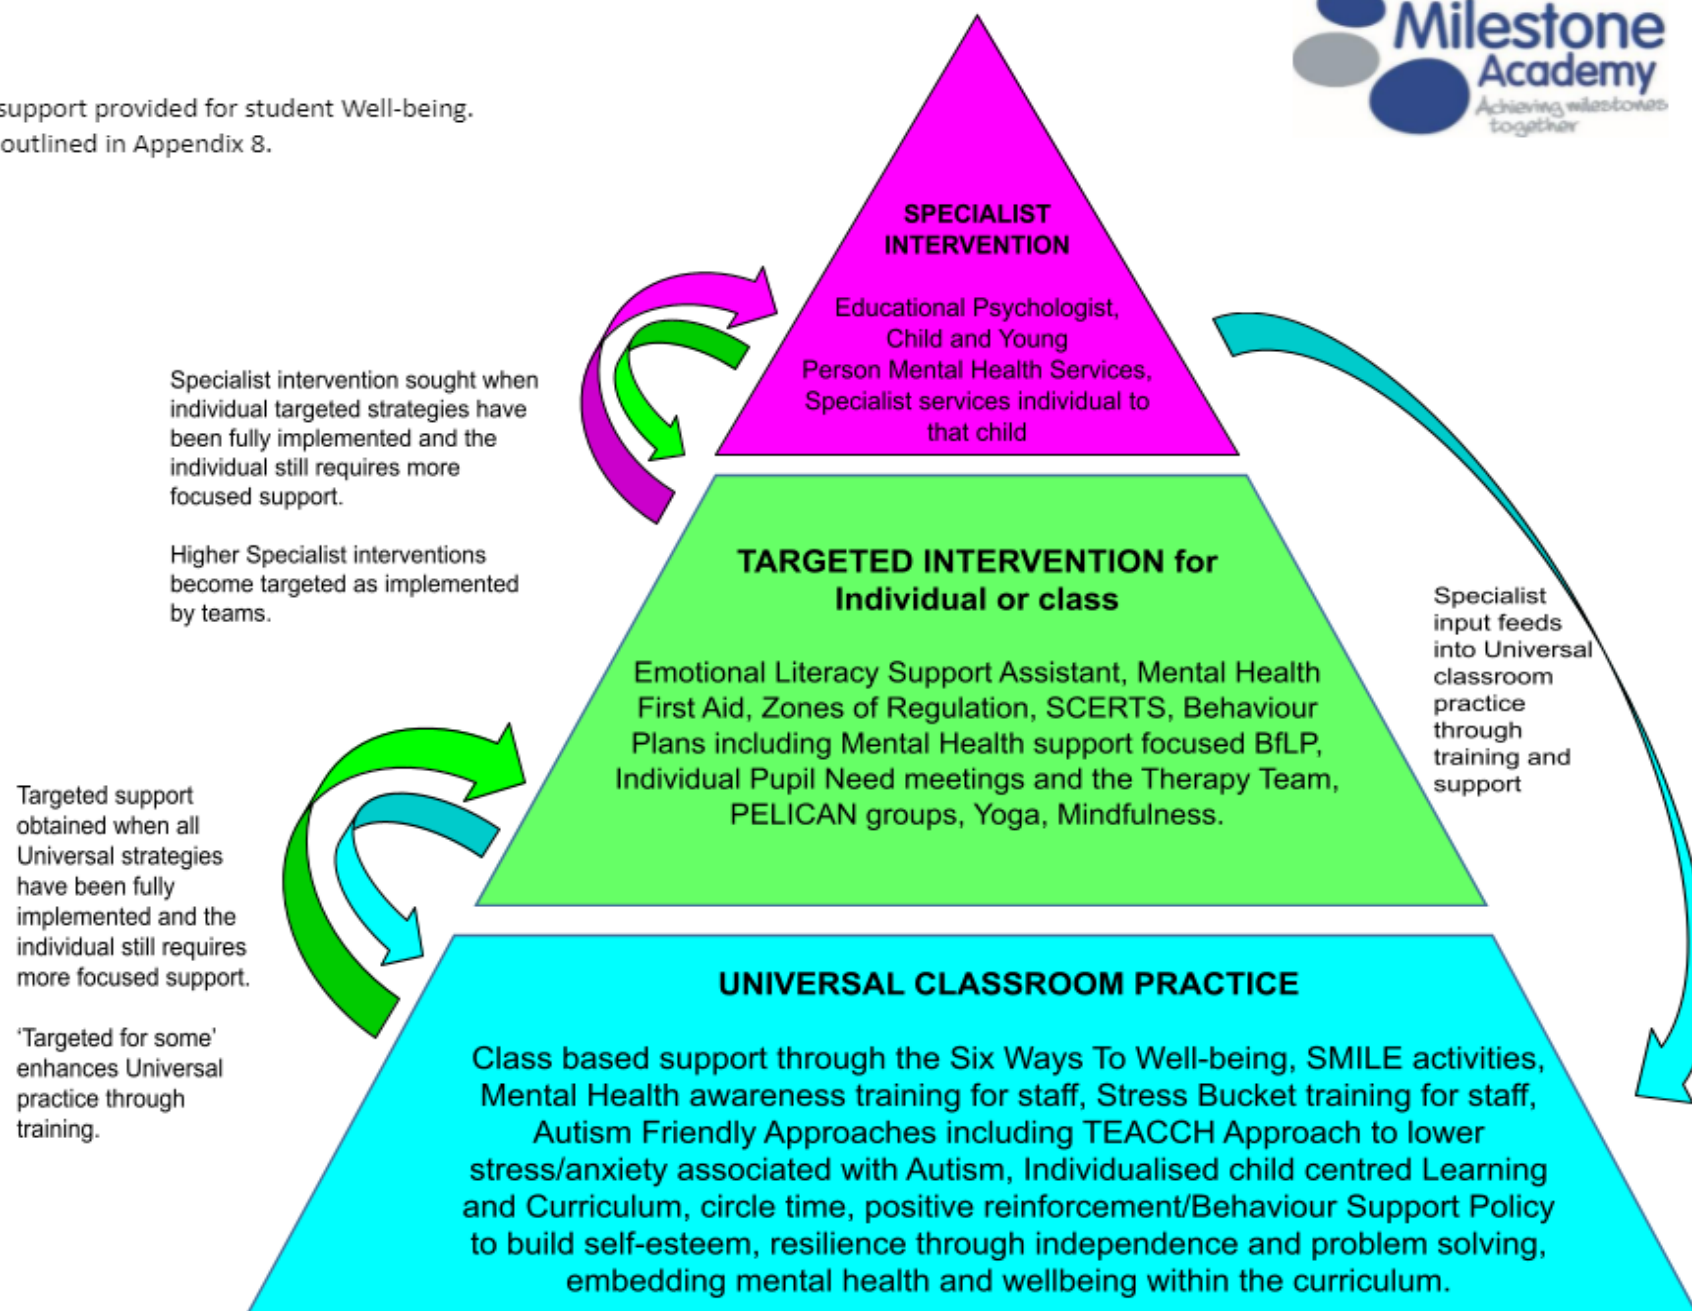 Milestone
Academy
Achieving milestones
together
support provided for student Well-being.
outlined in Appendix 8.
SPECIALIST
INTERVENTION
Educational Psychologist,
Child and Young
Person Mental Health Services,
Specialist services individual to
that child
Specialist intervention sought when
individual targeted strategies have
been fully implemented and the
individual still requires more
focused support.
Higher Specialist interventions
become targeted as implemented
by teams.
TARGETED INTERVENTION for
Individual or class
Emotional Literacy Support Assistant, Mental Health
First Aid, Zones of Regulation, SCERTS, Behaviour
Plans including Mental Health support focused BfLP,
Individual Pupil Need meetings and the Therapy Team,
PELICAN groups, Yoga, Mindfulness.
Specialist
input feeds
into Universal
classroom
practice
through
training and
support
Targeted support
obtained when all
Universal strategies
have been fully
implemented and the
individual still requires
more focused support.
‘Targeted for some’
enhances Universal
practice through
training.
UNIVERSAL CLASSROOM PRACTICE
Class based support through the Six Ways To Well-being, SMILE activities,
Mental Health awareness training for staff, Stress Bucket training for staff,
Autism Friendly Approaches including TEACCH Approach to lower
stress/anxiety associated with Autism, Individualised child centred Learning
and Curriculum, circle time, positive reinforcement/Behaviour Support Policy
to build self-esteem, resilience through independence and problem solving,
embedding mental health and wellbeing within the curriculum.